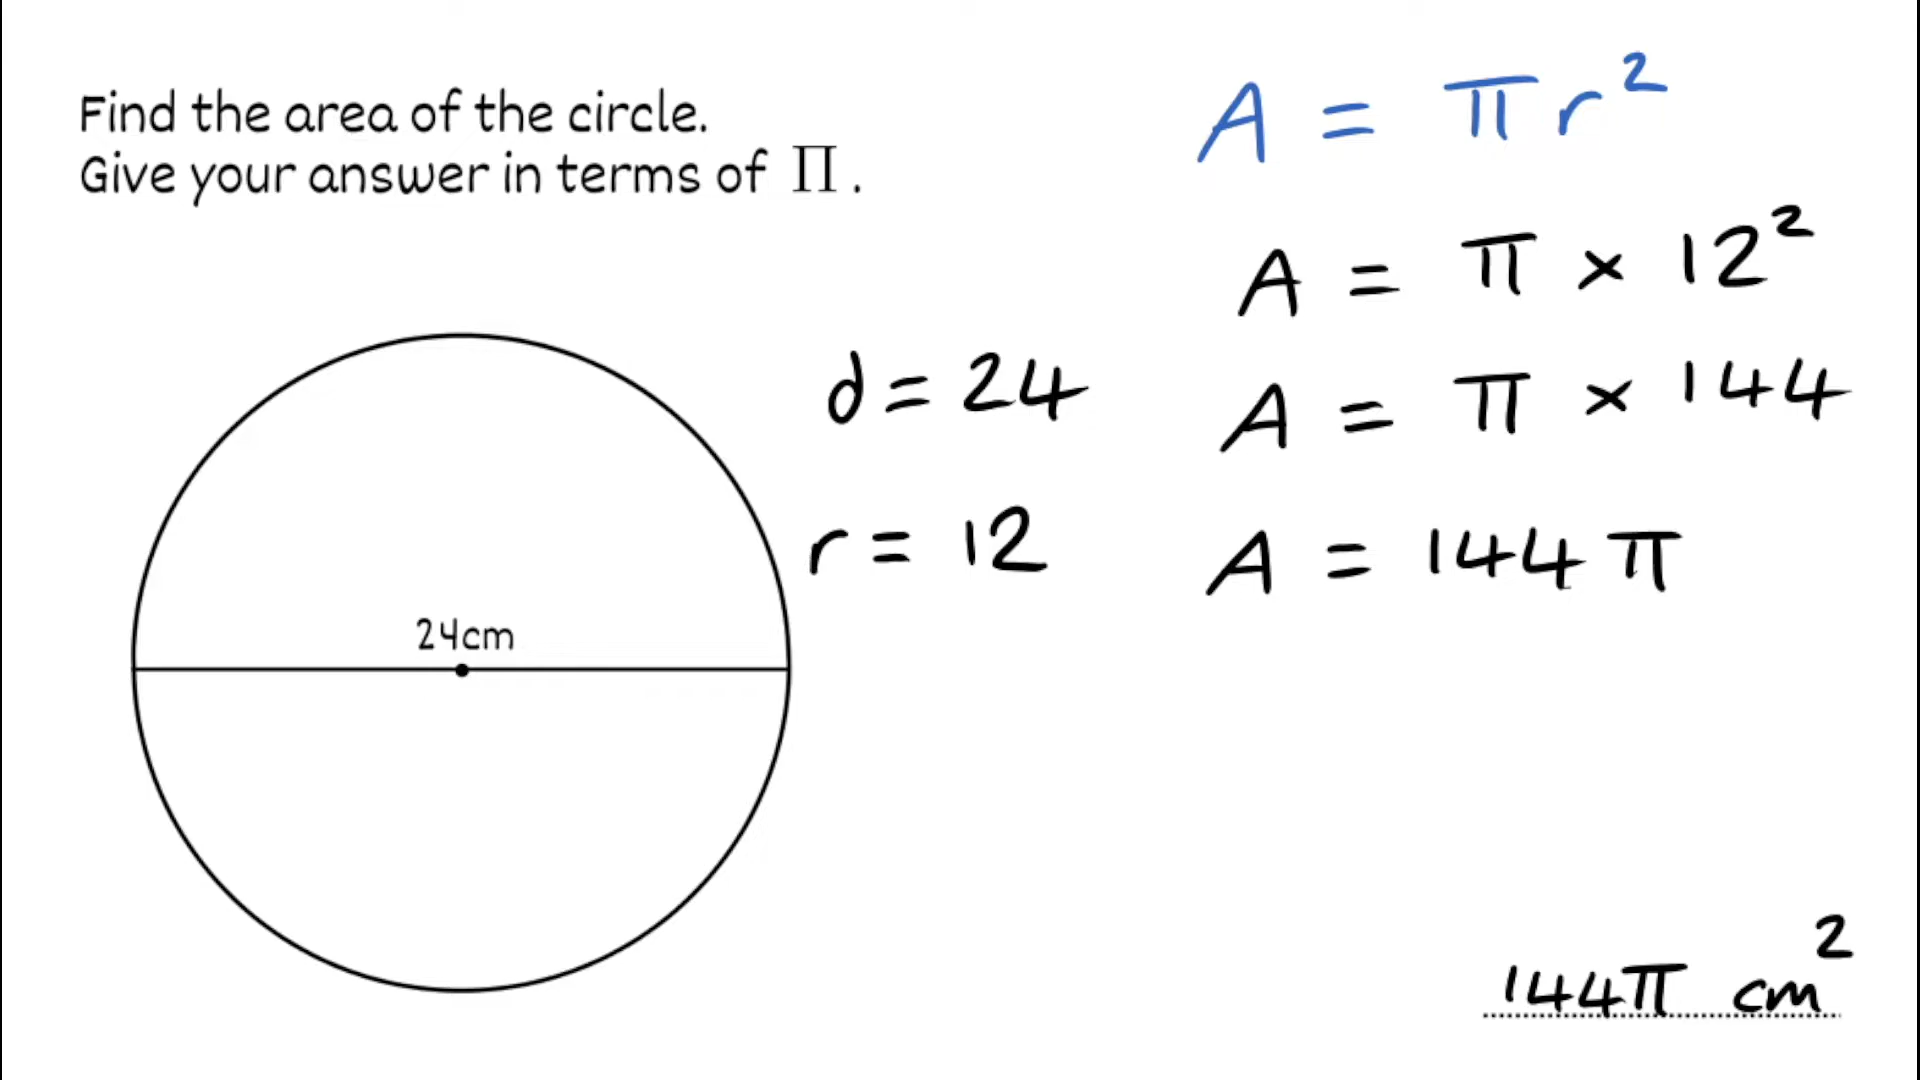 Find the area of the circle.
Give your answer in terms of Π.
A = πr²
A = π × 12²
d = 24
A = π × 144
r = 12
A = 144π
24cm
144π cm²